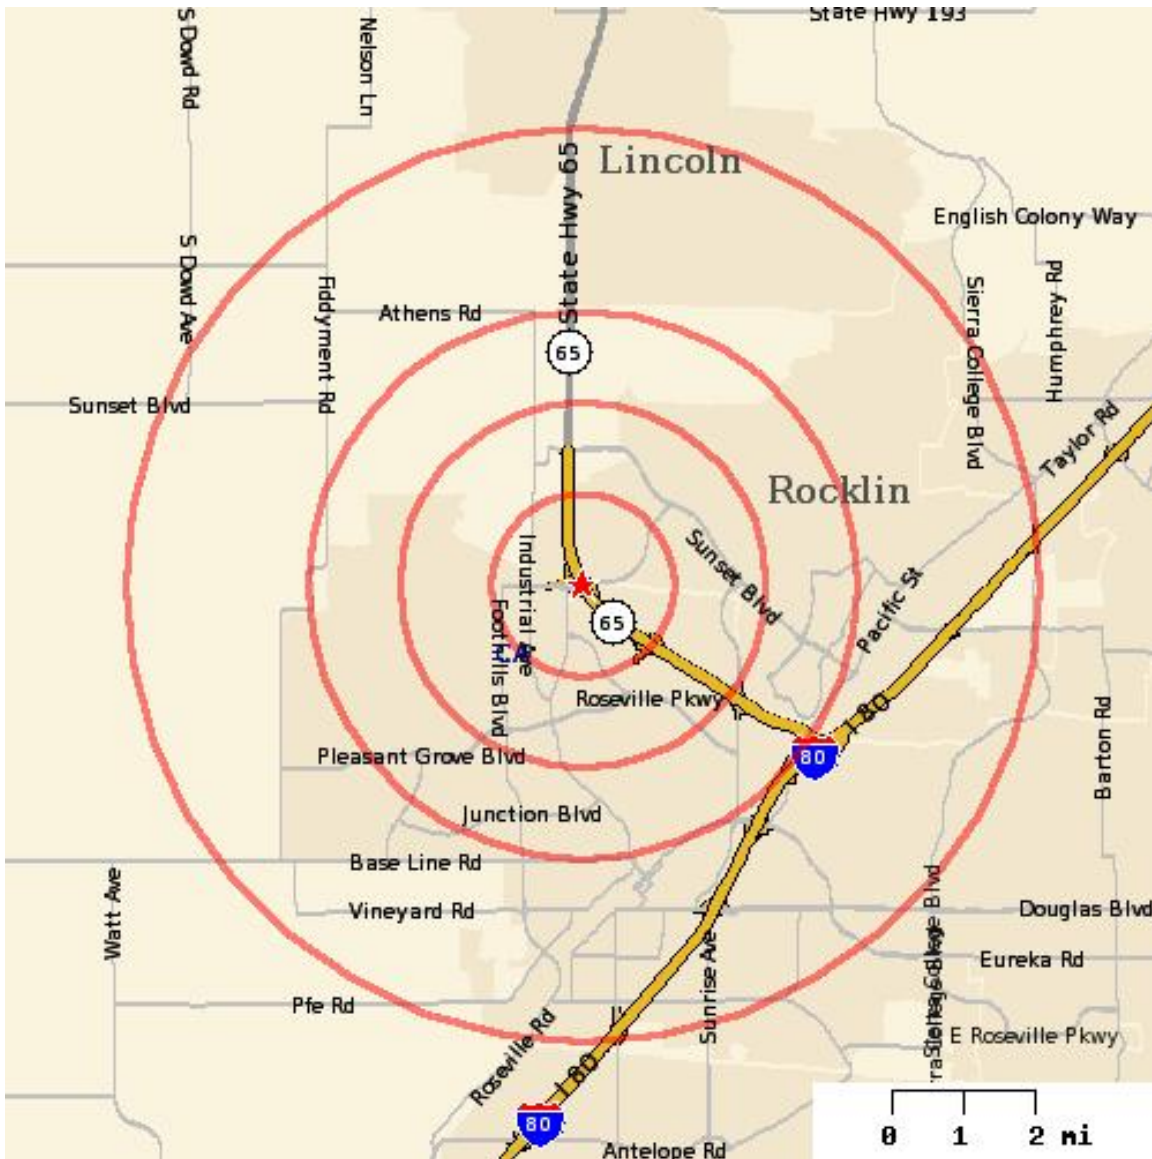 State Hwy 193
S Dowd Rd
Nelson Ln
Lincoln
State Hwy 65
English Colony Way
S Dowd Ave
Fiddyment Rd
Athens Rd
Sierra College Blvd
Humphrey Rd
65
Sunset Blvd
Taylor Rd
Rocklin
Industrial Ave
Sunset Blvd
Pacific St
Foothills Blvd
65
CA
Roseville Pkwy
I 80
Barton Rd
80
Pleasant Grove Blvd
Junction Blvd
Base Line Rd
Watt Ave
Vineyard Rd
Douglas Blvd
Sunrise Ave
Eureka Rd
Pfe Rd
Roseville Rd
E Roseville Pkwy
I 80
80
Antelope Rd
0 1 2 mi